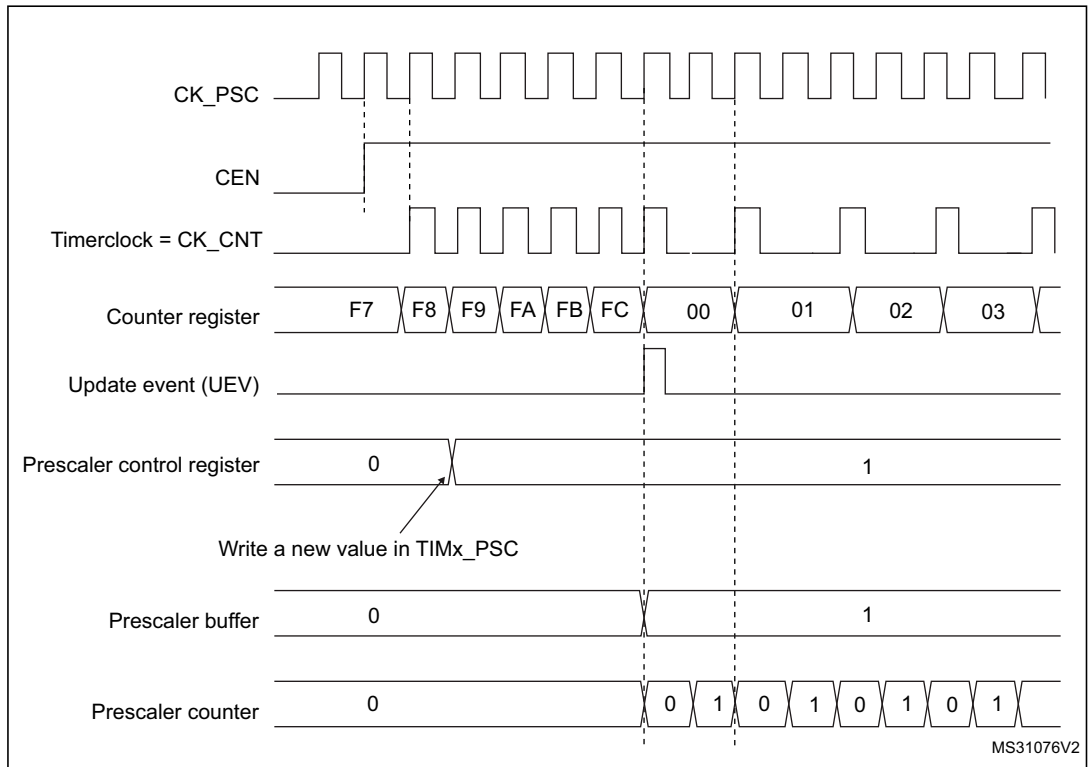 CK_PSC
CEN
Timerclock = CK_CNT
Counter register F7 F8 F9 FA FB FC 00 01 02 03
Update event (UEV)
Prescaler control register 0 1
Write a new value in TIMx_PSC
Prescaler buffer 0 1
Prescaler counter 0 0 1 0 1 0 1 0 1
MS31076V2